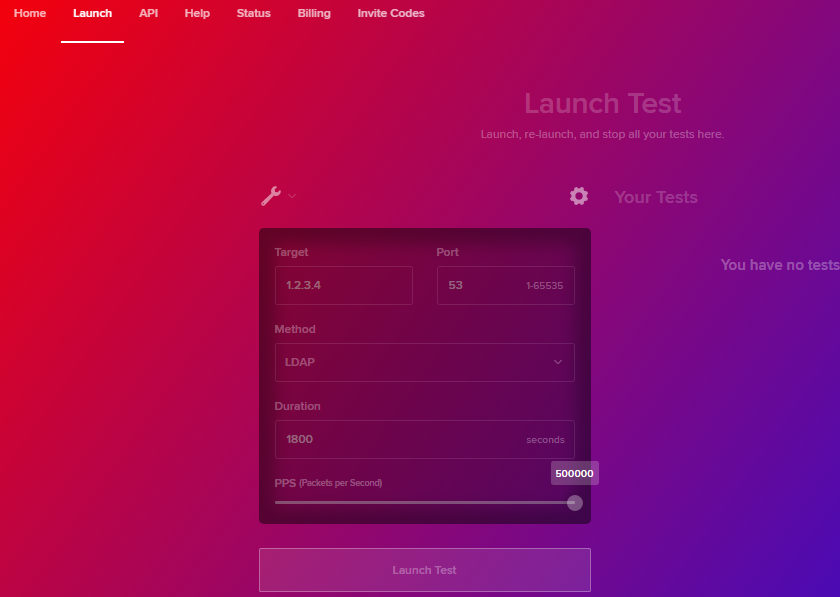 Home Launch API Help Status Billing Invite Codes
Launch Test
Launch, re-launch, and stop all your tests here.
Your Tests
Target Port
1.2.3.4 53 1-65535
You have no tests
Method
LDAP
Duration
1800 seconds
500000
PPS (Packets per Second)
Launch Test